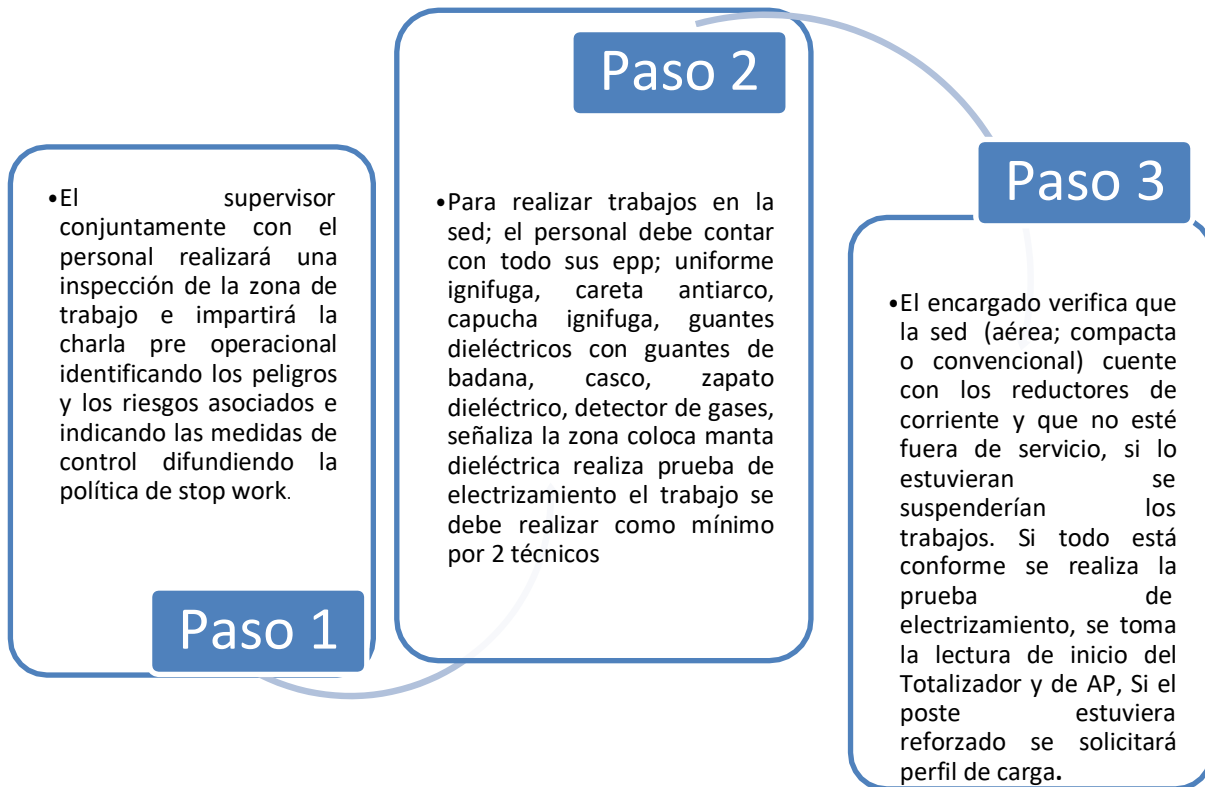 •El supervisor
conjuntamente con el
personal realizará una
inspección de la zona de
trabajo e impartirá la
charla pre operacional
identificando los peligros
y los riesgos asociados e
indicando las medidas de
control difundiendo la
política de stop work.
Paso 1
Paso 2
•Para realizar trabajos en la
sed; el personal debe contar
con todo sus epp; uniforme
ignifuga, careta antiarco,
capucha ignifuga, guantes
dieléctricos con guantes de
badana, casco, zapato
dieléctrico, detector de gases,
señaliza la zona coloca manta
dieléctrica realiza prueba de
electrizamiento el trabajo se
debe realizar como mínimo
por 2 técnicos
Paso 3
•El encargado verifica que
la sed (aérea; compacta
o convencional) cuente
con los reductores de
corriente y que no esté
fuera de servicio, si lo
estuvieran se
suspenderían los
trabajos. Si todo está
conforme se realiza la
prueba de
electrizamiento, se toma
la lectura de inicio del
Totalizador y de AP, Si el
poste estuviera
reforzado se solicitará
perfil de carga.